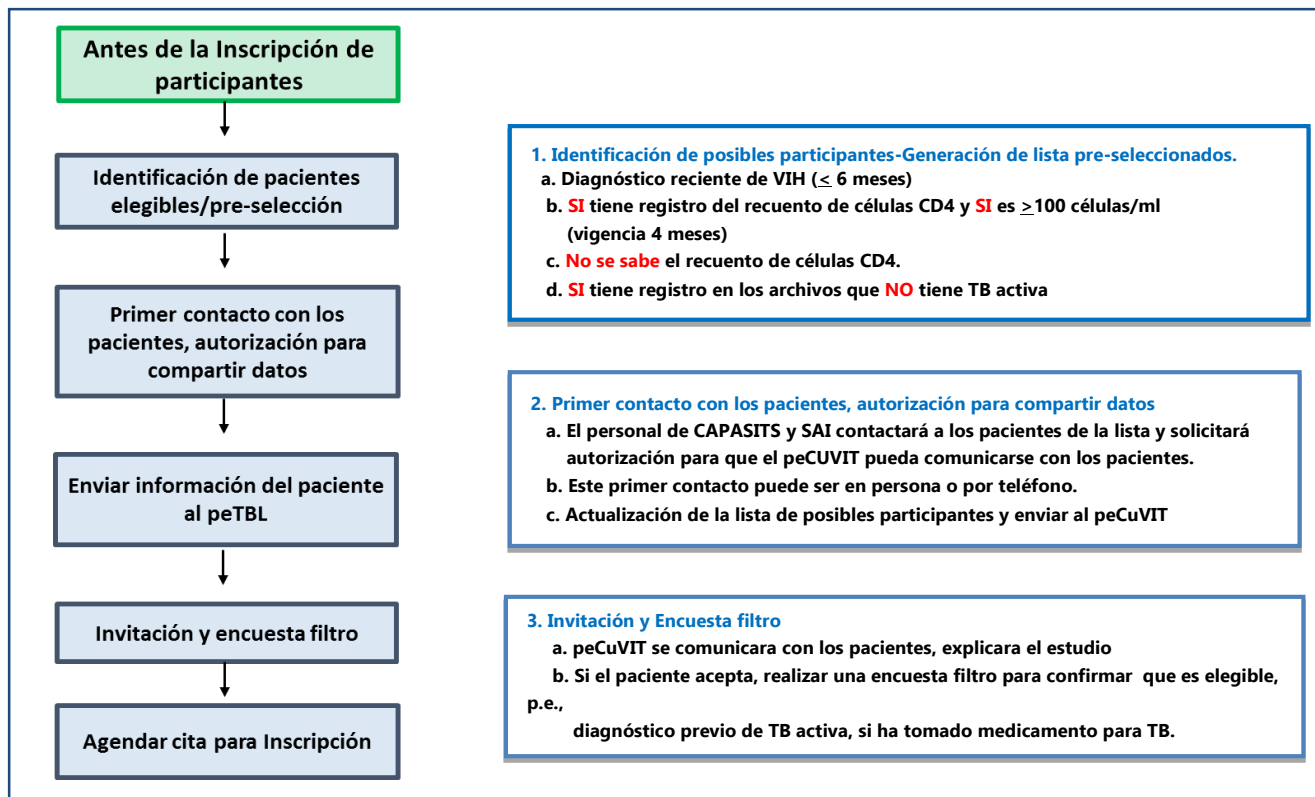 Antes de la Inscripción de
participantes
Identificación de pacientes
elegibles/pre-selección
Primer contacto con los
pacientes, autorización para
compartir datos
Enviar información del paciente
al peTBL
Invitación y encuesta filtro
Agendar cita para Inscripción
1. Identificación de posibles participantes-Generación de lista pre-seleccionados.
a. Diagnóstico reciente de VIH (< 6 meses)
b. SI tiene registro del recuento de células CD4 y SI es >100 células/ml
(vigencia 4 meses)
c. No se sabe el recuento de células CD4.
d. SI tiene registro en los archivos que NO tiene TB activa
2. Primer contacto con los pacientes, autorización para compartir datos
a. El personal de CAPASITS y SAI contactará a los pacientes de la lista y solicitará
autorización para que el peCUVIT pueda comunicarse con los pacientes.
b. Este primer contacto puede ser en persona o por teléfono.
c. Actualización de la lista de posibles participantes y enviar al peCuVIT
3. Invitación y Encuesta filtro
a. peCuVIT se comunicara con los pacientes, explicara el estudio
b. Si el paciente acepta, realizar una encuesta filtro para confirmar que es elegible,
p.e.,
diagnóstico previo de TB activa, si ha tomado medicamento para TB.